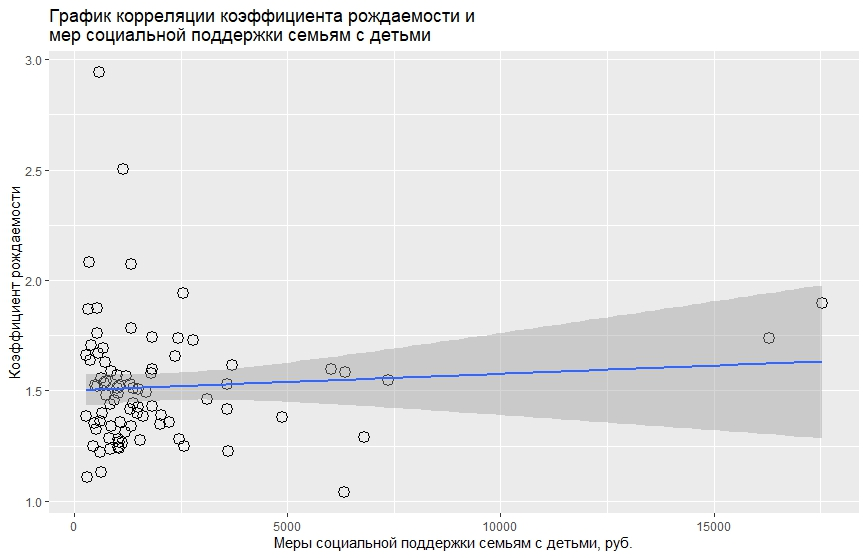 График корреляции коэффициента рождаемости и
мер социальной поддержки семьям с детьми
3.0
2.5
2.0
1.5
1.0
Коэффициент рождаемости
0
5000
10000
15000
Меры социальной поддержки семьям с детьми, руб.